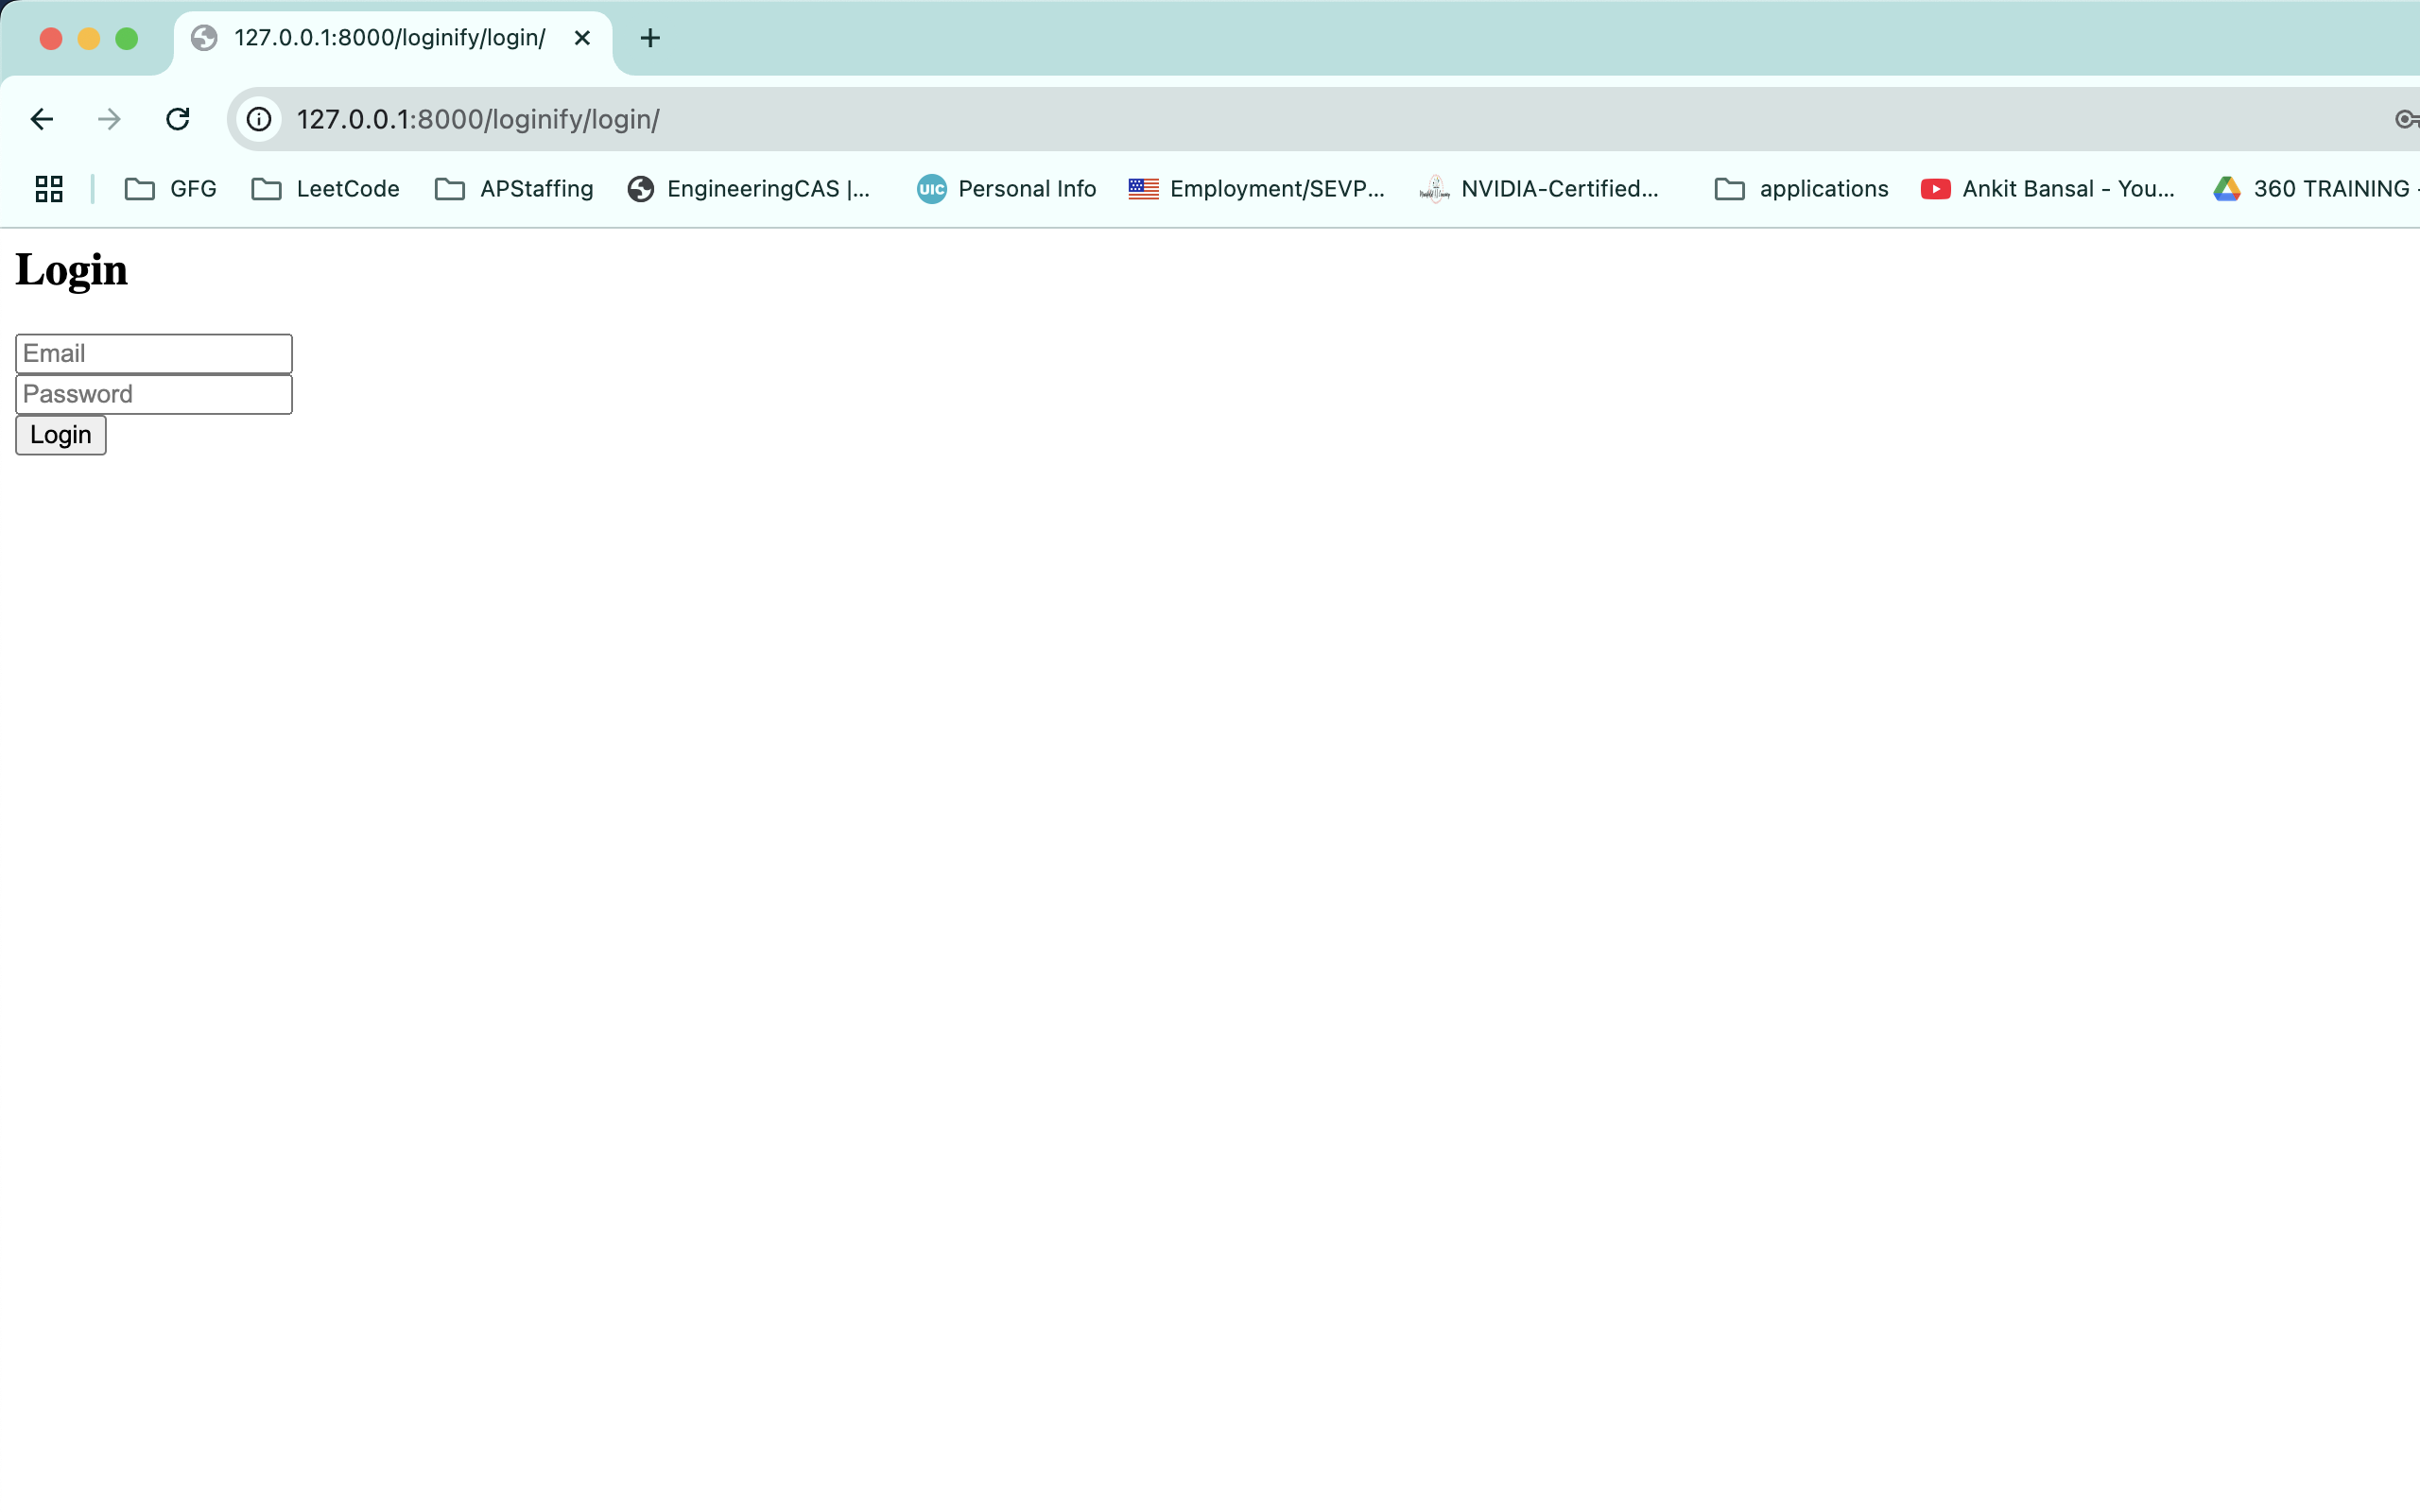 127.0.0.1:8000/loginify/login/
127.0.0.1:8000/loginify/login/
GFG LeetCode APStaffing EngineeringCAS |... UIC Personal Info Employment/SEVP... NVIDIA-Certified... applications Ankit Bansal - You... 360 TRAINING -
Login
Email
Password
Login